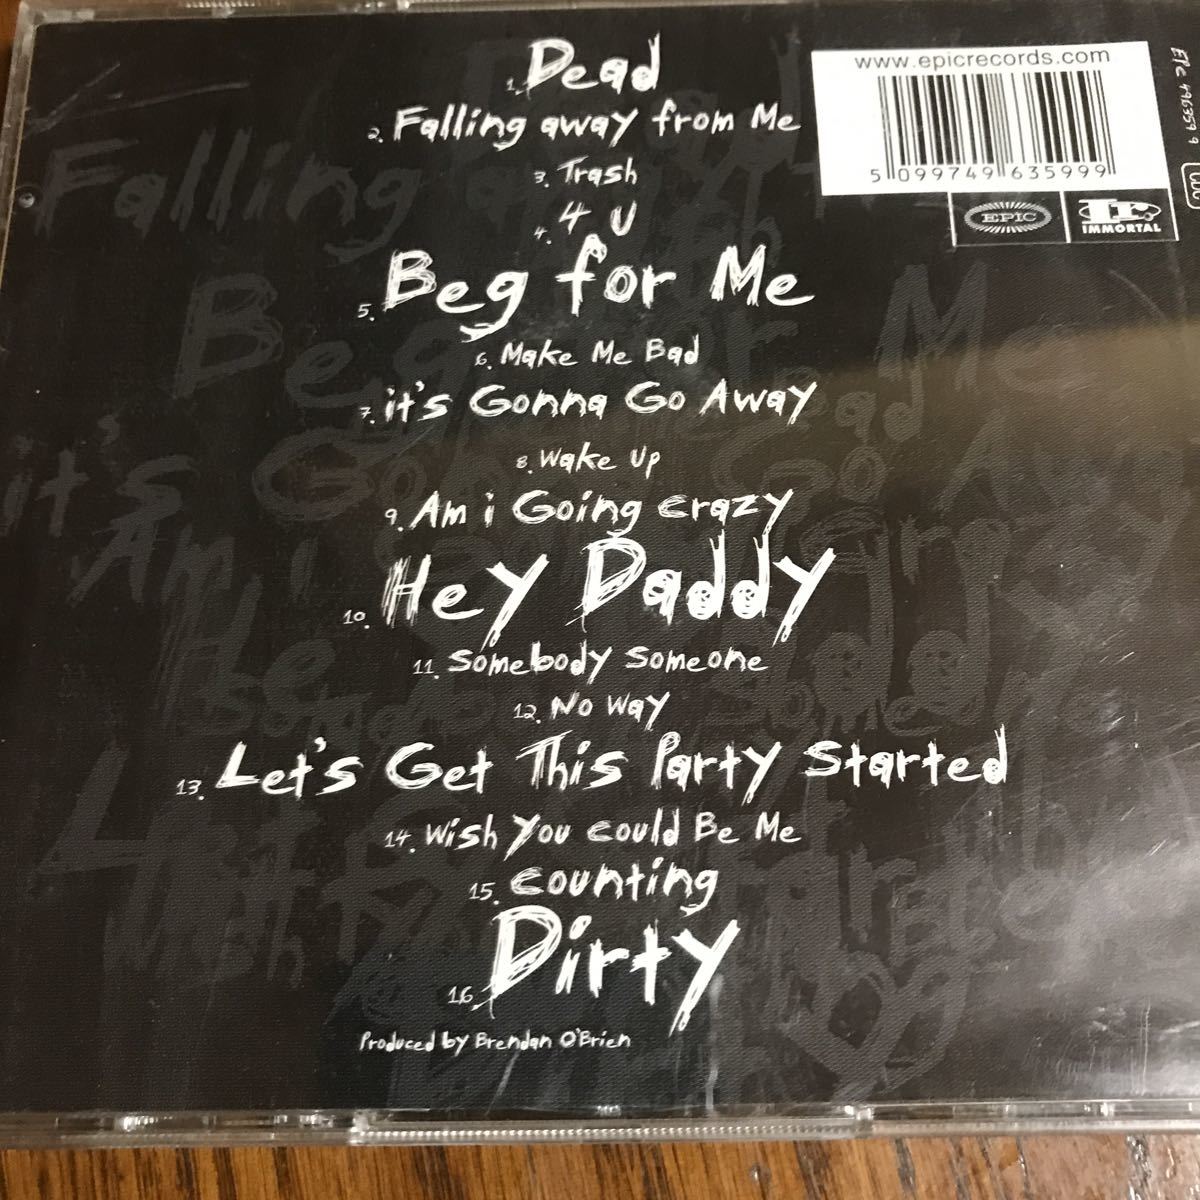 1. Dead
2. Falling away from Me
3. Trash
4. 4 U
5. Beg for Me
6. Make Me Bad
7. it's Gonna Go Away
8. Wake Up
9. Am i Going crazy
10. Hey Daddy
11. Somebody Someone
12. No Way
13. Let's Get This Party Started
14. Wish You could Be Me
15. counting
16. Dirty
Produced by Brendan O'Brien
www.epicrecords.com
5 099749 635999
EPIC
IMMORTAL
EPC 496359 9